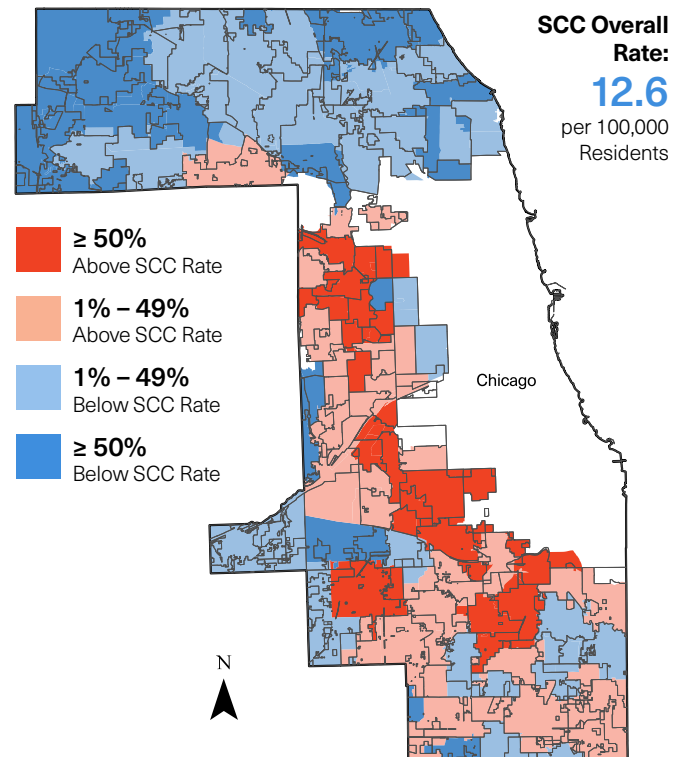 SCC Overall
Rate:
12.6
per 100,000
Residents
≥ 50%
Above SCC Rate
1% – 49%
Above SCC Rate
1% – 49%
Below SCC Rate
≥ 50%
Below SCC Rate
Chicago
N